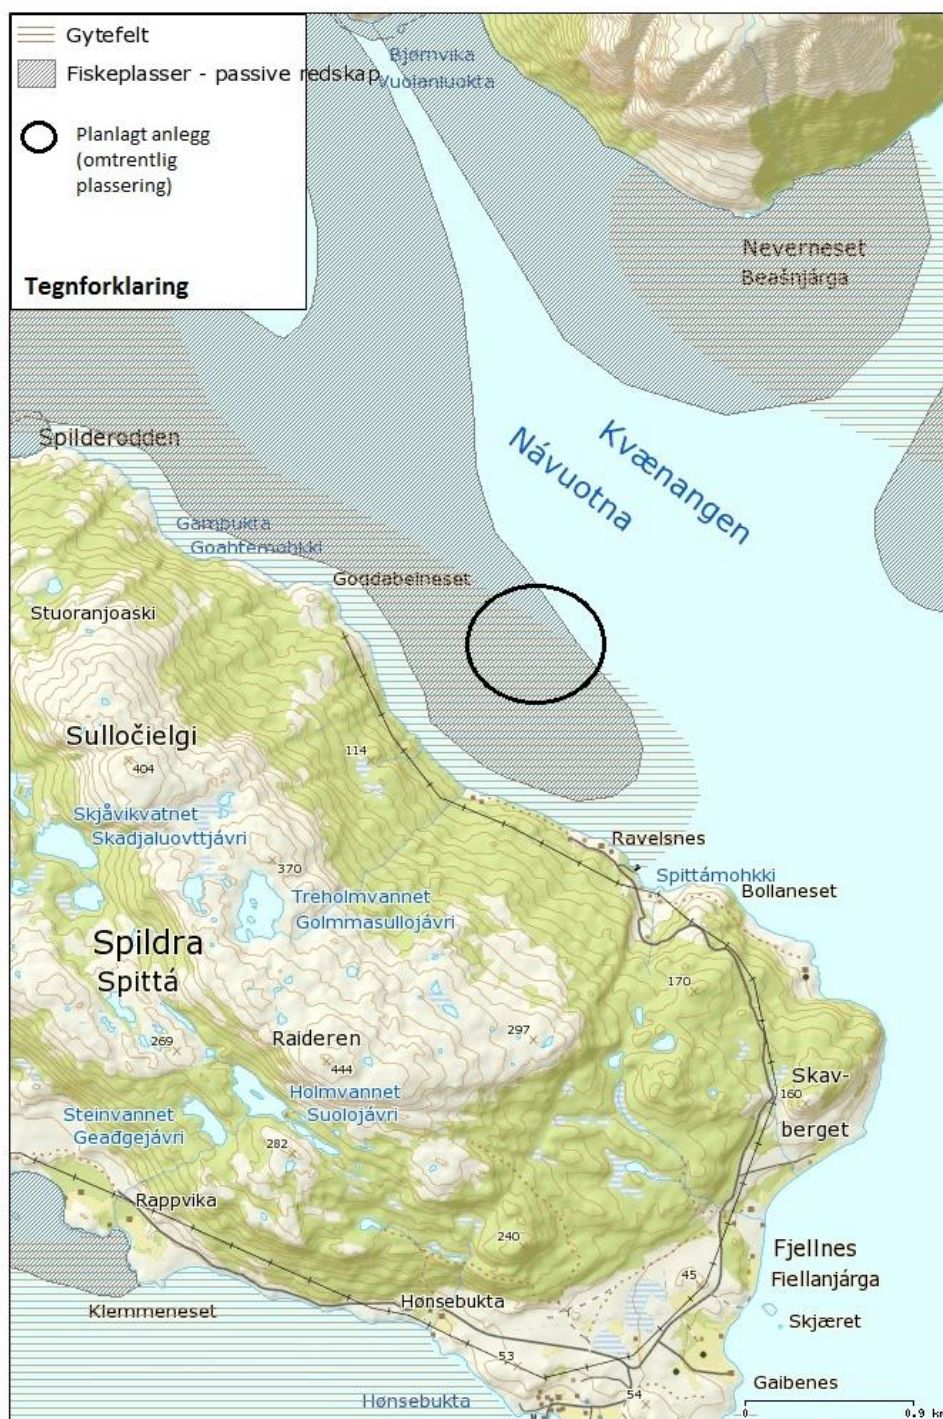 Gytefelt
Fiskeplasser - passive redskap
Planlagt anlegg
(omtrentlig
plassering)
Tegnforklaring
Bjørnvika
Vuolanluokta
Neverneset
Beašnjárga
Kvænangen
Návuotna
Spilderodden
Gampukta
Goahtemohkki
Goddabelneset
Stuoranjoaski
Sulločielgi
404
114
Skjåvikvatnet
Skadjaluovttjávri
370
Ravelsnes
Spittámohkki
Bollaneset
Treholmvannet
Golmmasullojávri
Spildra
Spittá
170
297
269
Raideren
444
Holmvannet
Suolojávri
Skav-
160
berget
Steinvannet
Geađgejávri
282
Rappvika
240
Fjellnes
Fiellanjárga
45
Klemmeneset
Hønsebukta
Skjæret
53
Gaibenes
54
Hønsebukta
0
0.9 km